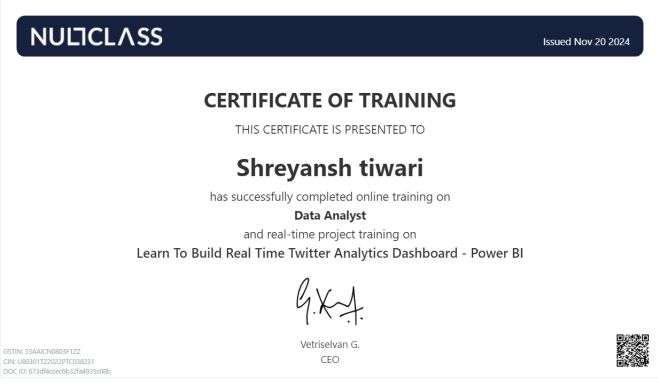 NULLCLASS
Issued Nov 20 2024
CERTIFICATE OF TRAINING
THIS CERTIFICATE IS PRESENTED TO
Shreyansh tiwari
has successfully completed online training on
Data Analyst
and real-time project training on
Learn To Build Real Time Twitter Analytics Dashboard - Power BI
Vetriselvan G.
CEO
GSTIN: 33AAICN0803F1ZZ
CIN: U80301TZ2022PTC038231
DOC ID: 673df4ccec6b32fa4935c08b